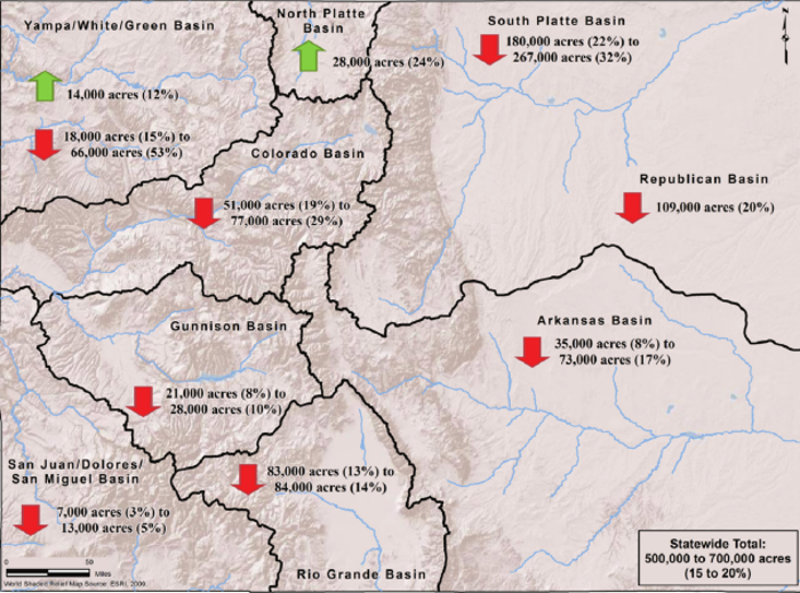 Yampa/White/Green Basin
14,000 acres (12%)
18,000 acres (15%) to
66,000 acres (53%)
North Platte
Basin
28,000 acres (24%)
South Platte Basin
180,000 acres (22%) to
267,000 acres (32%)
N
Colorado Basin
51,000 acres (19%) to
77,000 acres (29%)
Republican Basin
109,000 acres (20%)
Gunnison Basin
21,000 acres (8%) to
28,000 acres (10%)
Arkansas Basin
35,000 acres (8%) to
73,000 acres (17%)
San Juan/Dolores/
San Miguel Basin
7,000 acres (3%) to
13,000 acres (5%)
83,000 acres (13%) to
84,000 acres (14%)
Rio Grande Basin
Statewide Total:
500,000 to 700,000 acres
(15 to 20%)
0 50
Miles
World Shaded Relief Map Source: ESRI, 2009.